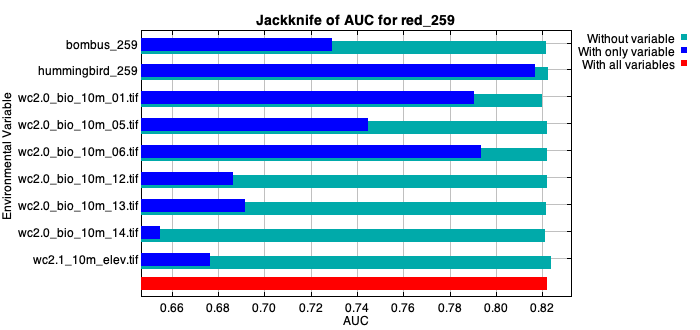 Jackknife of AUC for red_259
Without variable
With only variable
With all variables
Environmental Variable
bombus_259
hummingbird_259
wc2.0_bio_10m_01.tif
wc2.0_bio_10m_05.tif
wc2.0_bio_10m_06.tif
wc2.0_bio_10m_12.tif
wc2.0_bio_10m_13.tif
wc2.0_bio_10m_14.tif
wc2.1_10m_elev.tif
0.66 0.68 0.70 0.72 0.74 0.76 0.78 0.80 0.82
AUC